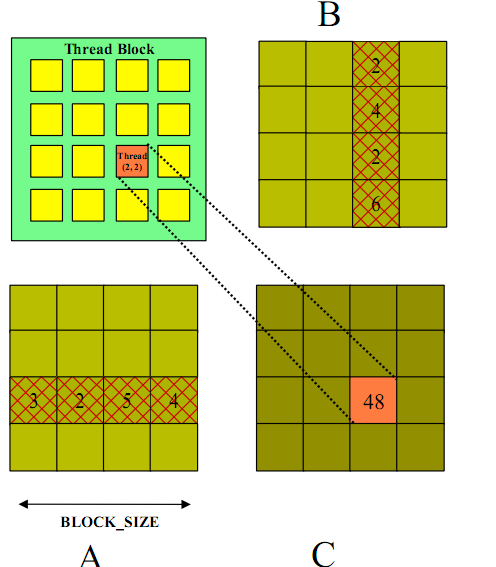 B
Thread Block
Thread
(2, 2)
2
4
2
6
3 2 5 4
48
BLOCK_SIZE
A
C